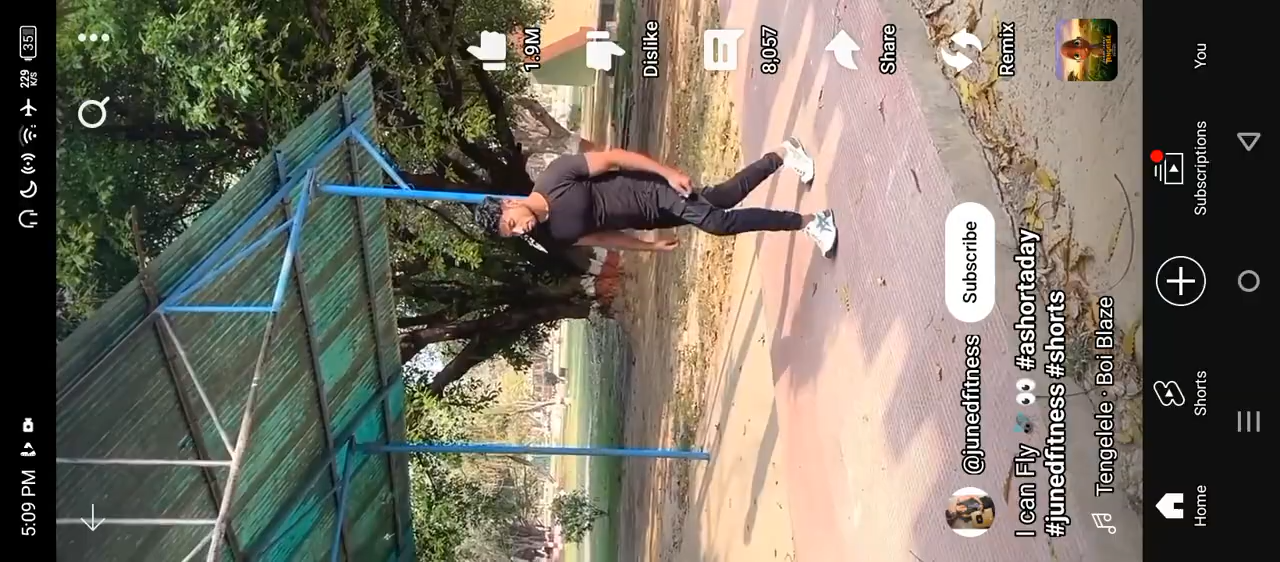 5:09 PM
229
K/s
35
1.9M
Dislike
8,057
Share
Remix
@junedfitness
Subscribe
I can Fly 🪰 👀 #ashortaday
#junedfitness #shorts
Tengelele · Boi Blaze
Home
Shorts
Subscriptions
You